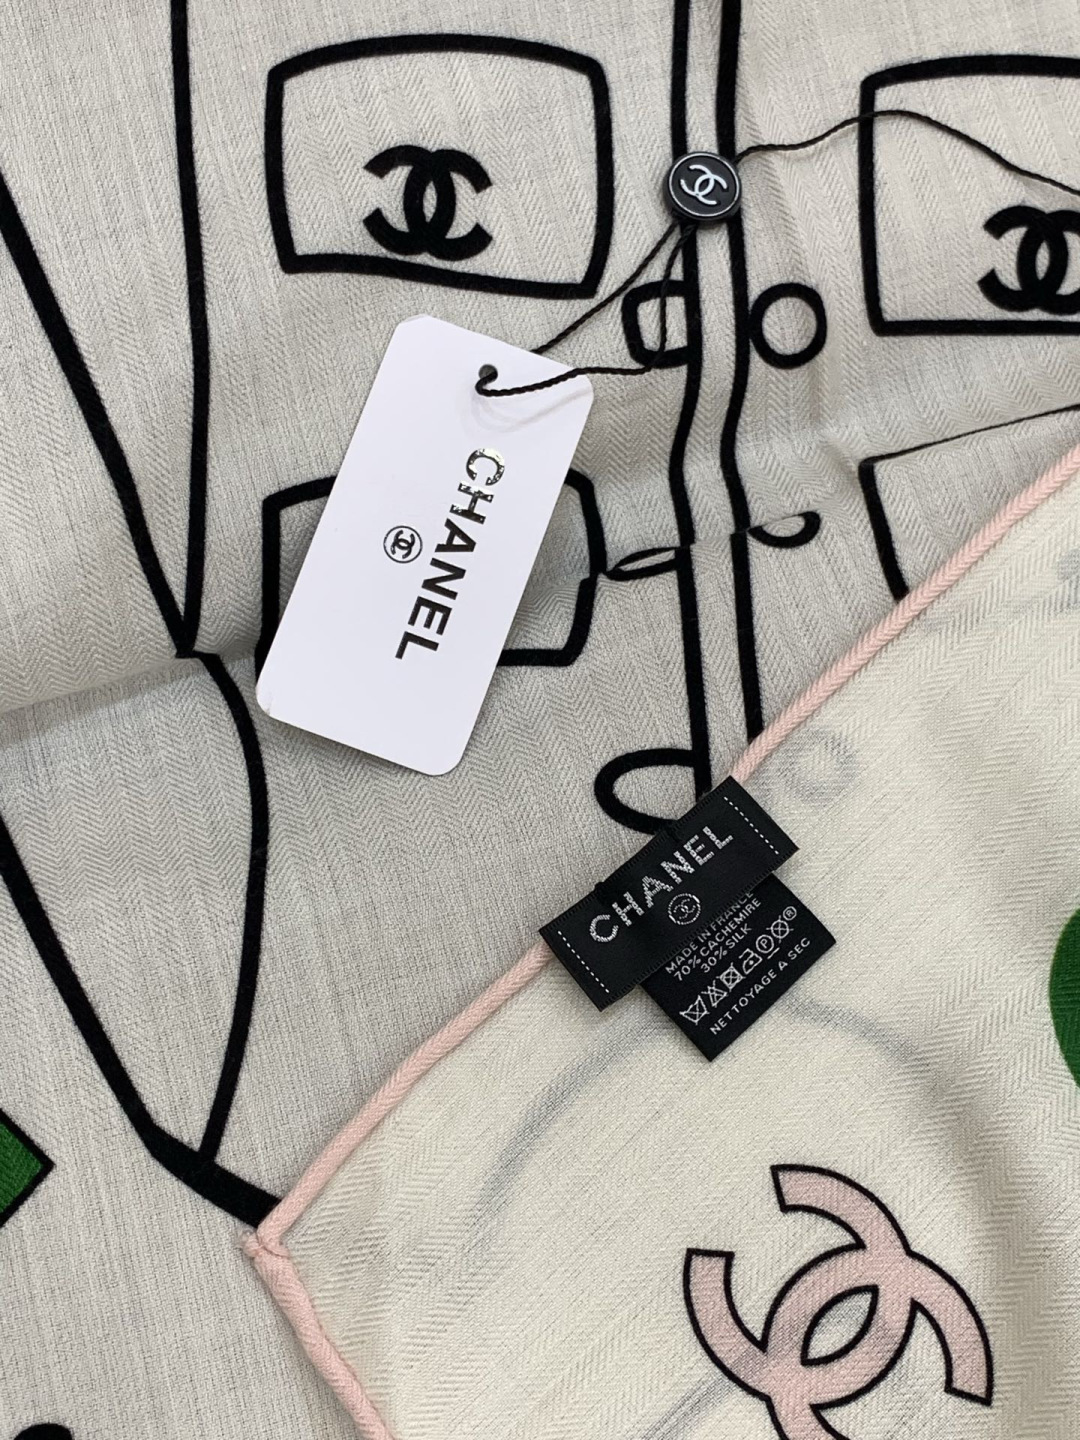 CHANEL
CHANEL
MADE IN FRANCE
70% CACHEMIRE
30% SILK
P ®
NETTOYAGE A SEC